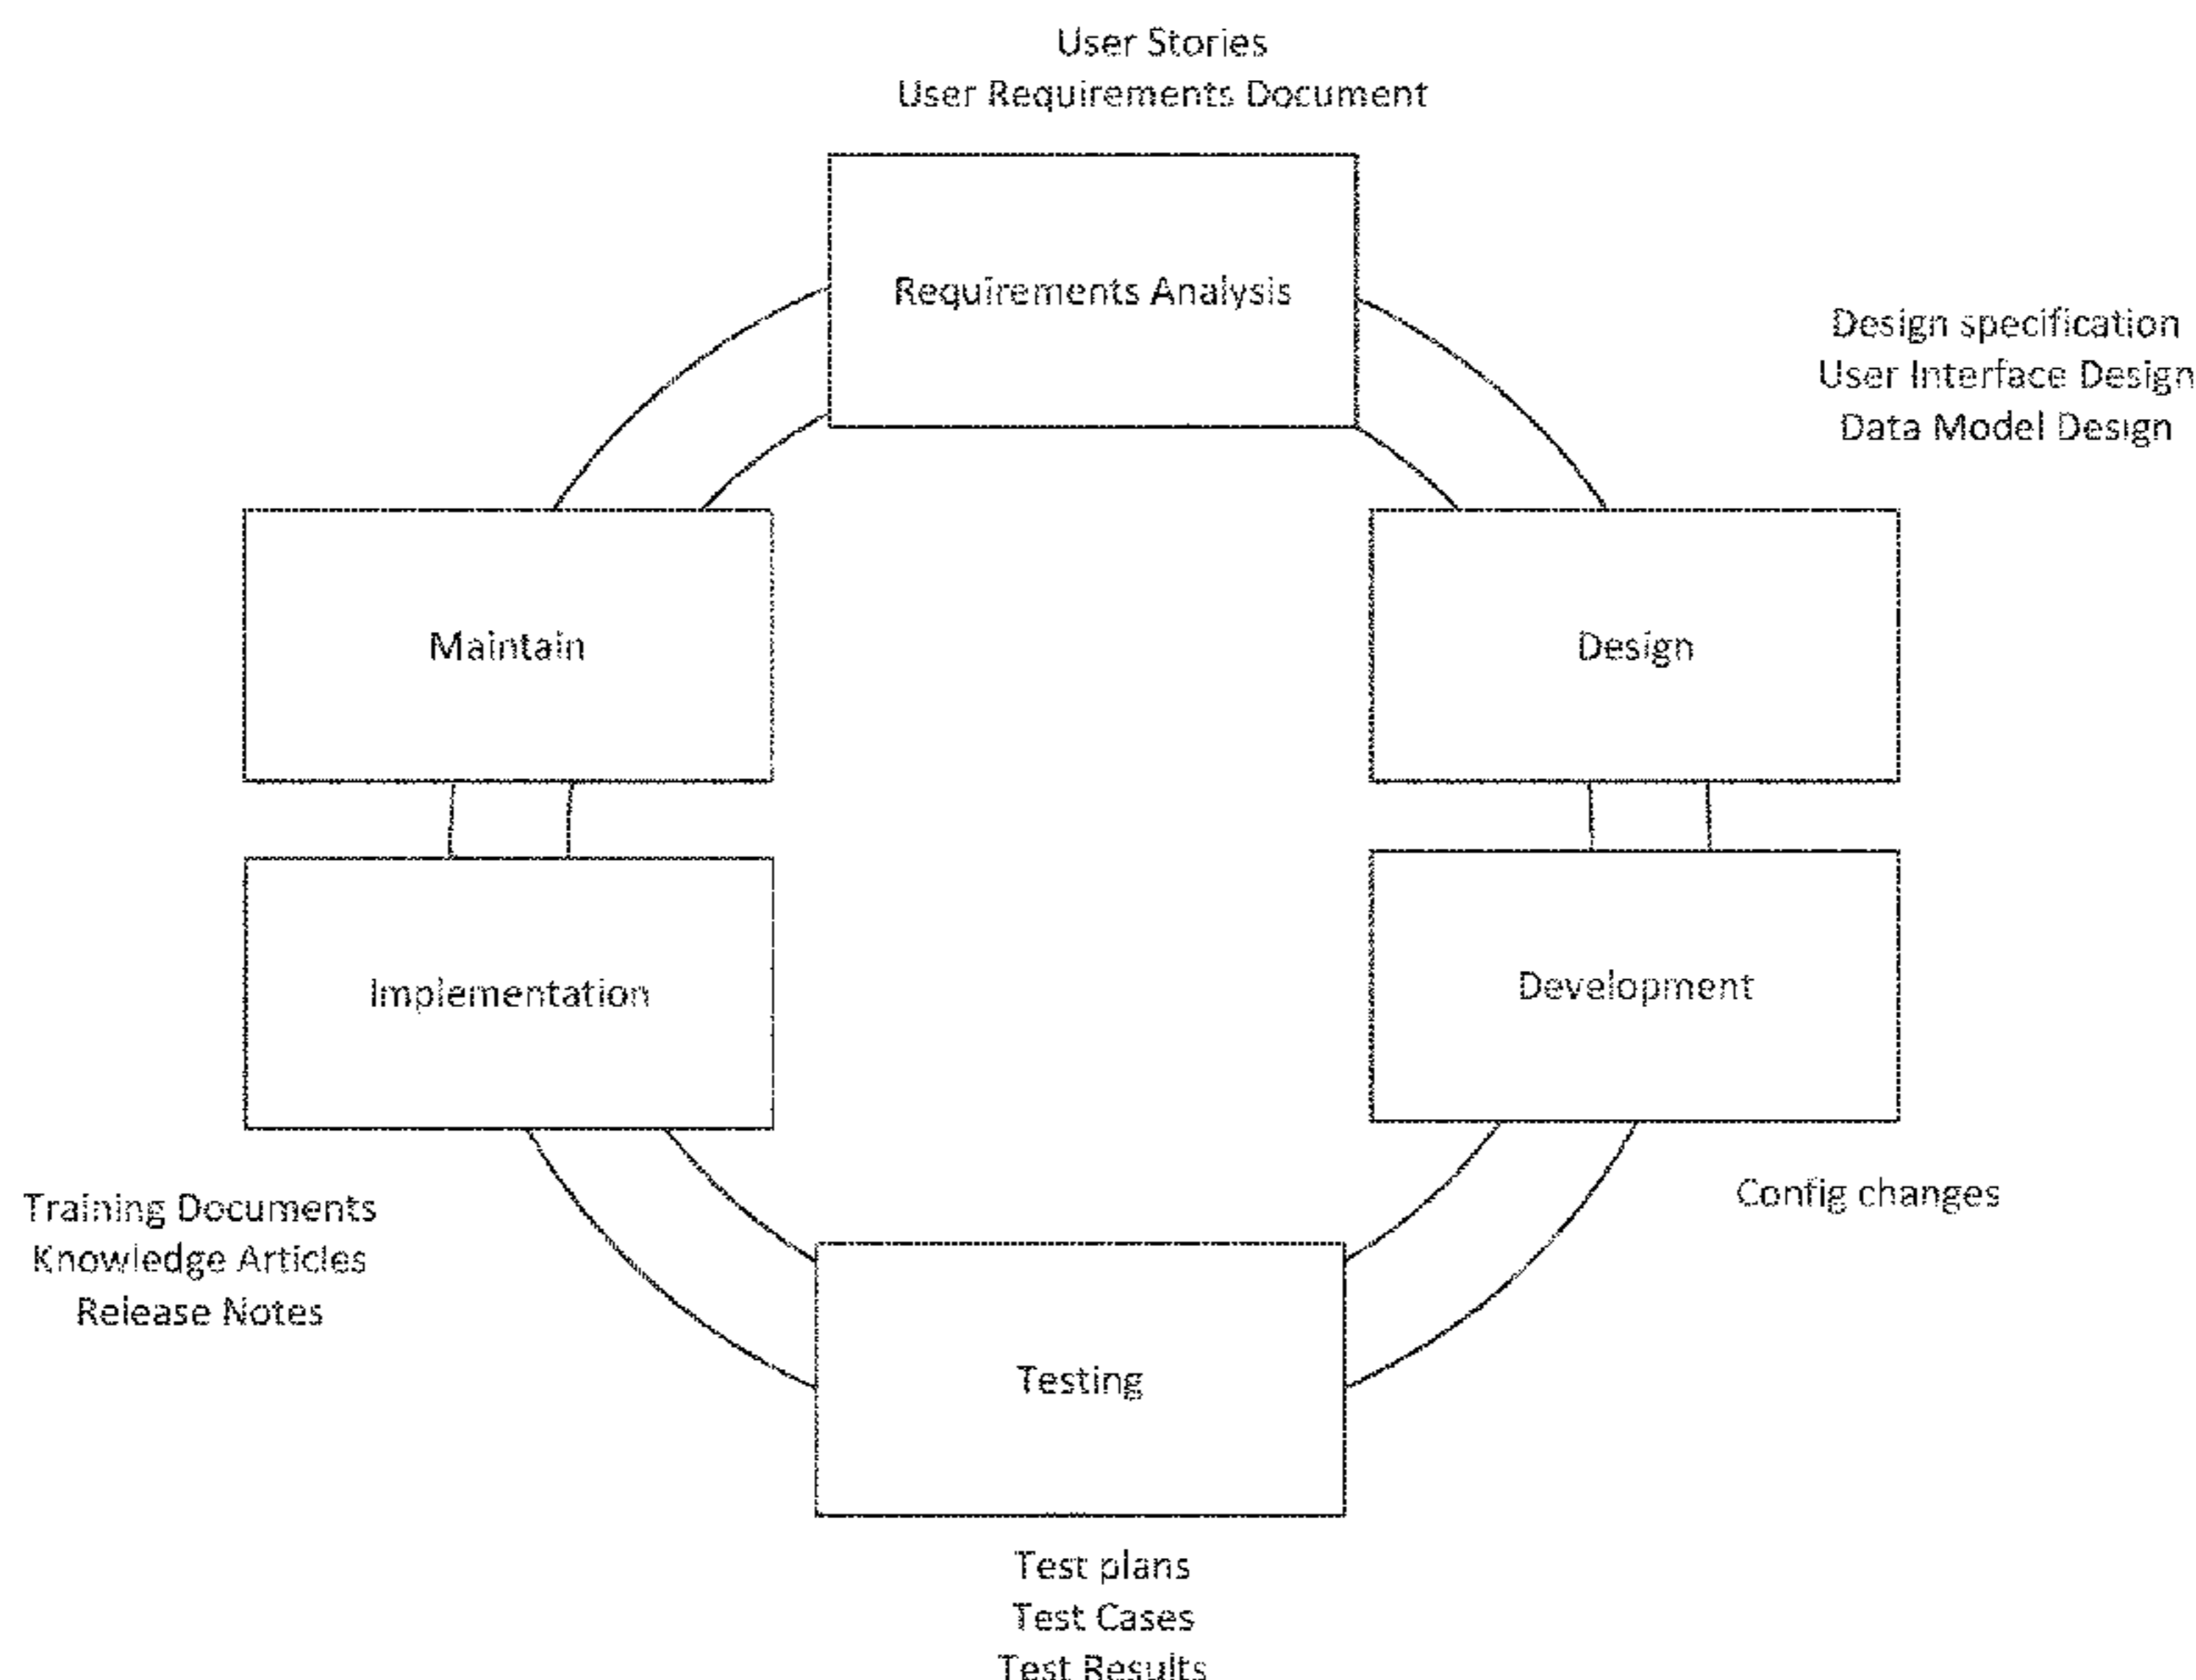 User Stories
User Requirements Document
Requirements Analysis
Design specification
User Interface Design
Data Model Design
Maintain
Design
Implementation
Development
Training Documents
Knowledge Articles
Release Notes
Config changes
Testing
Test plans
Test Cases
Test Results